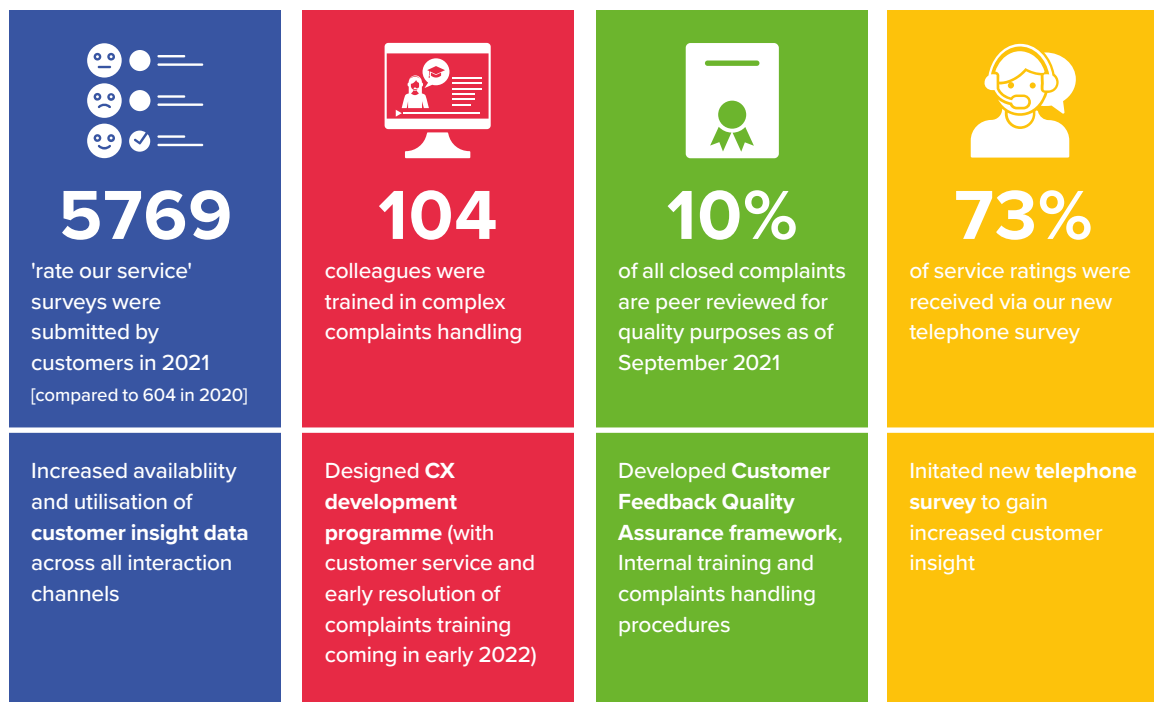 5769
'rate our service'
surveys were
submitted by
customers in 2021
[compared to 604 in 2020]
104
colleagues were
trained in complex
complaints handling
10%
of all closed complaints
are peer reviewed for
quality purposes as of
September 2021
73%
of service ratings were
received via our new
telephone survey
Increased availabliity
and utilisation of
customer insight data
across all interaction
channels
Designed CX
development
programme (with
customer service and
early resolution of
complaints training
coming in early 2022)
Developed Customer
Feedback Quality
Assurance framework,
Internal training and
complaints handling
procedures
Initated new telephone
survey to gain
increased customer
insight